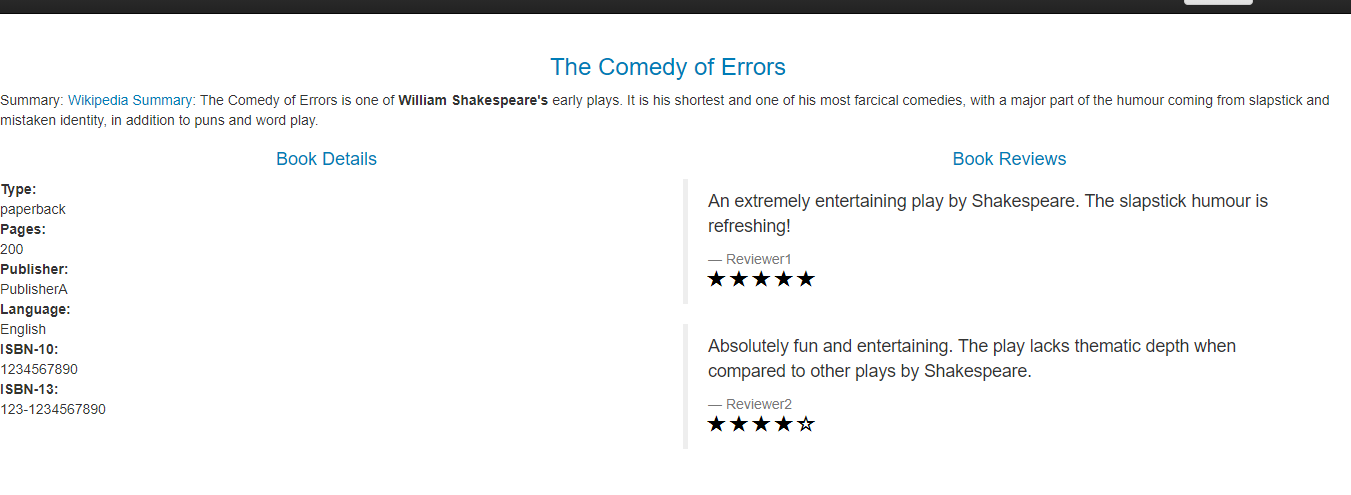 The Comedy of Errors
Summary: Wikipedia Summary: The Comedy of Errors is one of William Shakespeare's early plays. It is his shortest and one of his most farcical comedies, with a major part of the humour coming from slapstick and
mistaken identity, in addition to puns and word play.
Book Details
Type:
paperback
Pages:
200
Publisher:
PublisherA
Language:
English
ISBN-10:
1234567890
ISBN-13:
123-1234567890
Book Reviews
An extremely entertaining play by Shakespeare. The slapstick humour is
refreshing!
— Reviewer1
★★★★★
Absolutely fun and entertaining. The play lacks thematic depth when
compared to other plays by Shakespeare.
— Reviewer2
★★★★☆